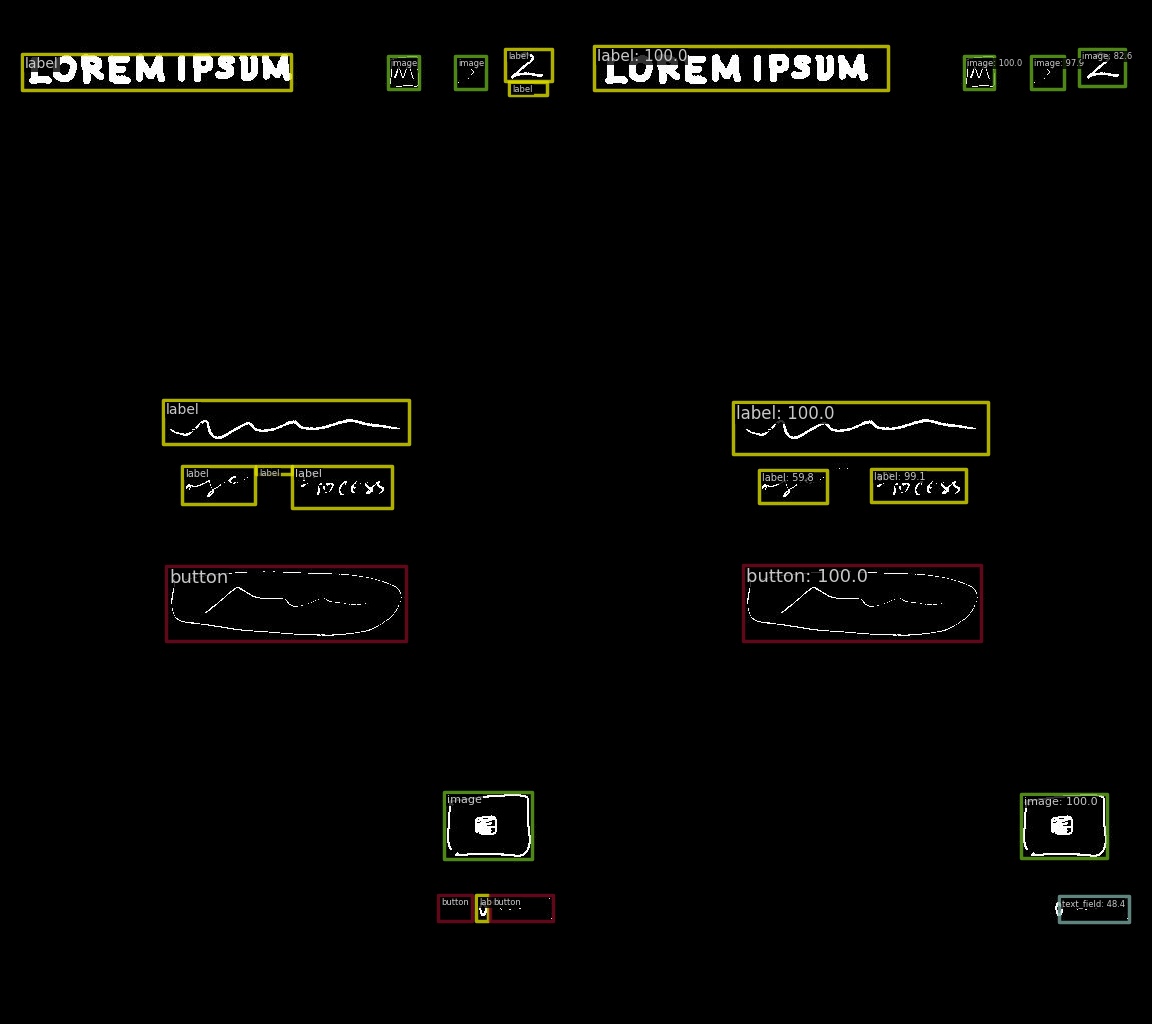 label LOREM IPSUM image image label label: 100.0 LOREM IPSUM image: 100.0 image: 97.9 image: 82.6
label
label label: 100.0
label label label label: 59.8 label: 99.1
button button: 100.0
image image: 100.0
button lab button text_field: 48.4